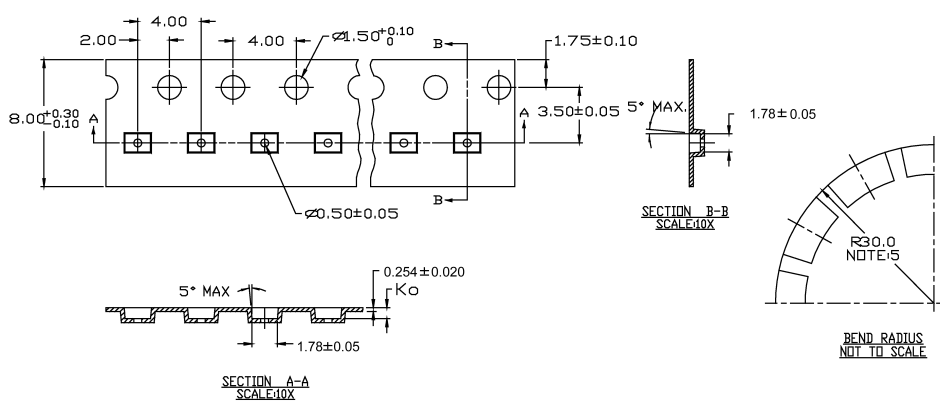 4.00
2.00
4.00
Ø1.50+0.10 0
B
1.75±0.10
8.00+0.30 -0.10
A
A
3.50±0.05
5° MAX.
1.78±0.05
Ø0.50±0.05
B
SECTION B-B
SCALE:10X
R30.0
NOTE:5
0.254±0.020
5° MAX
Ko
1.78±0.05
BEND RADIUS
NOT TO SCALE
SECTION A-A
SCALE:10X